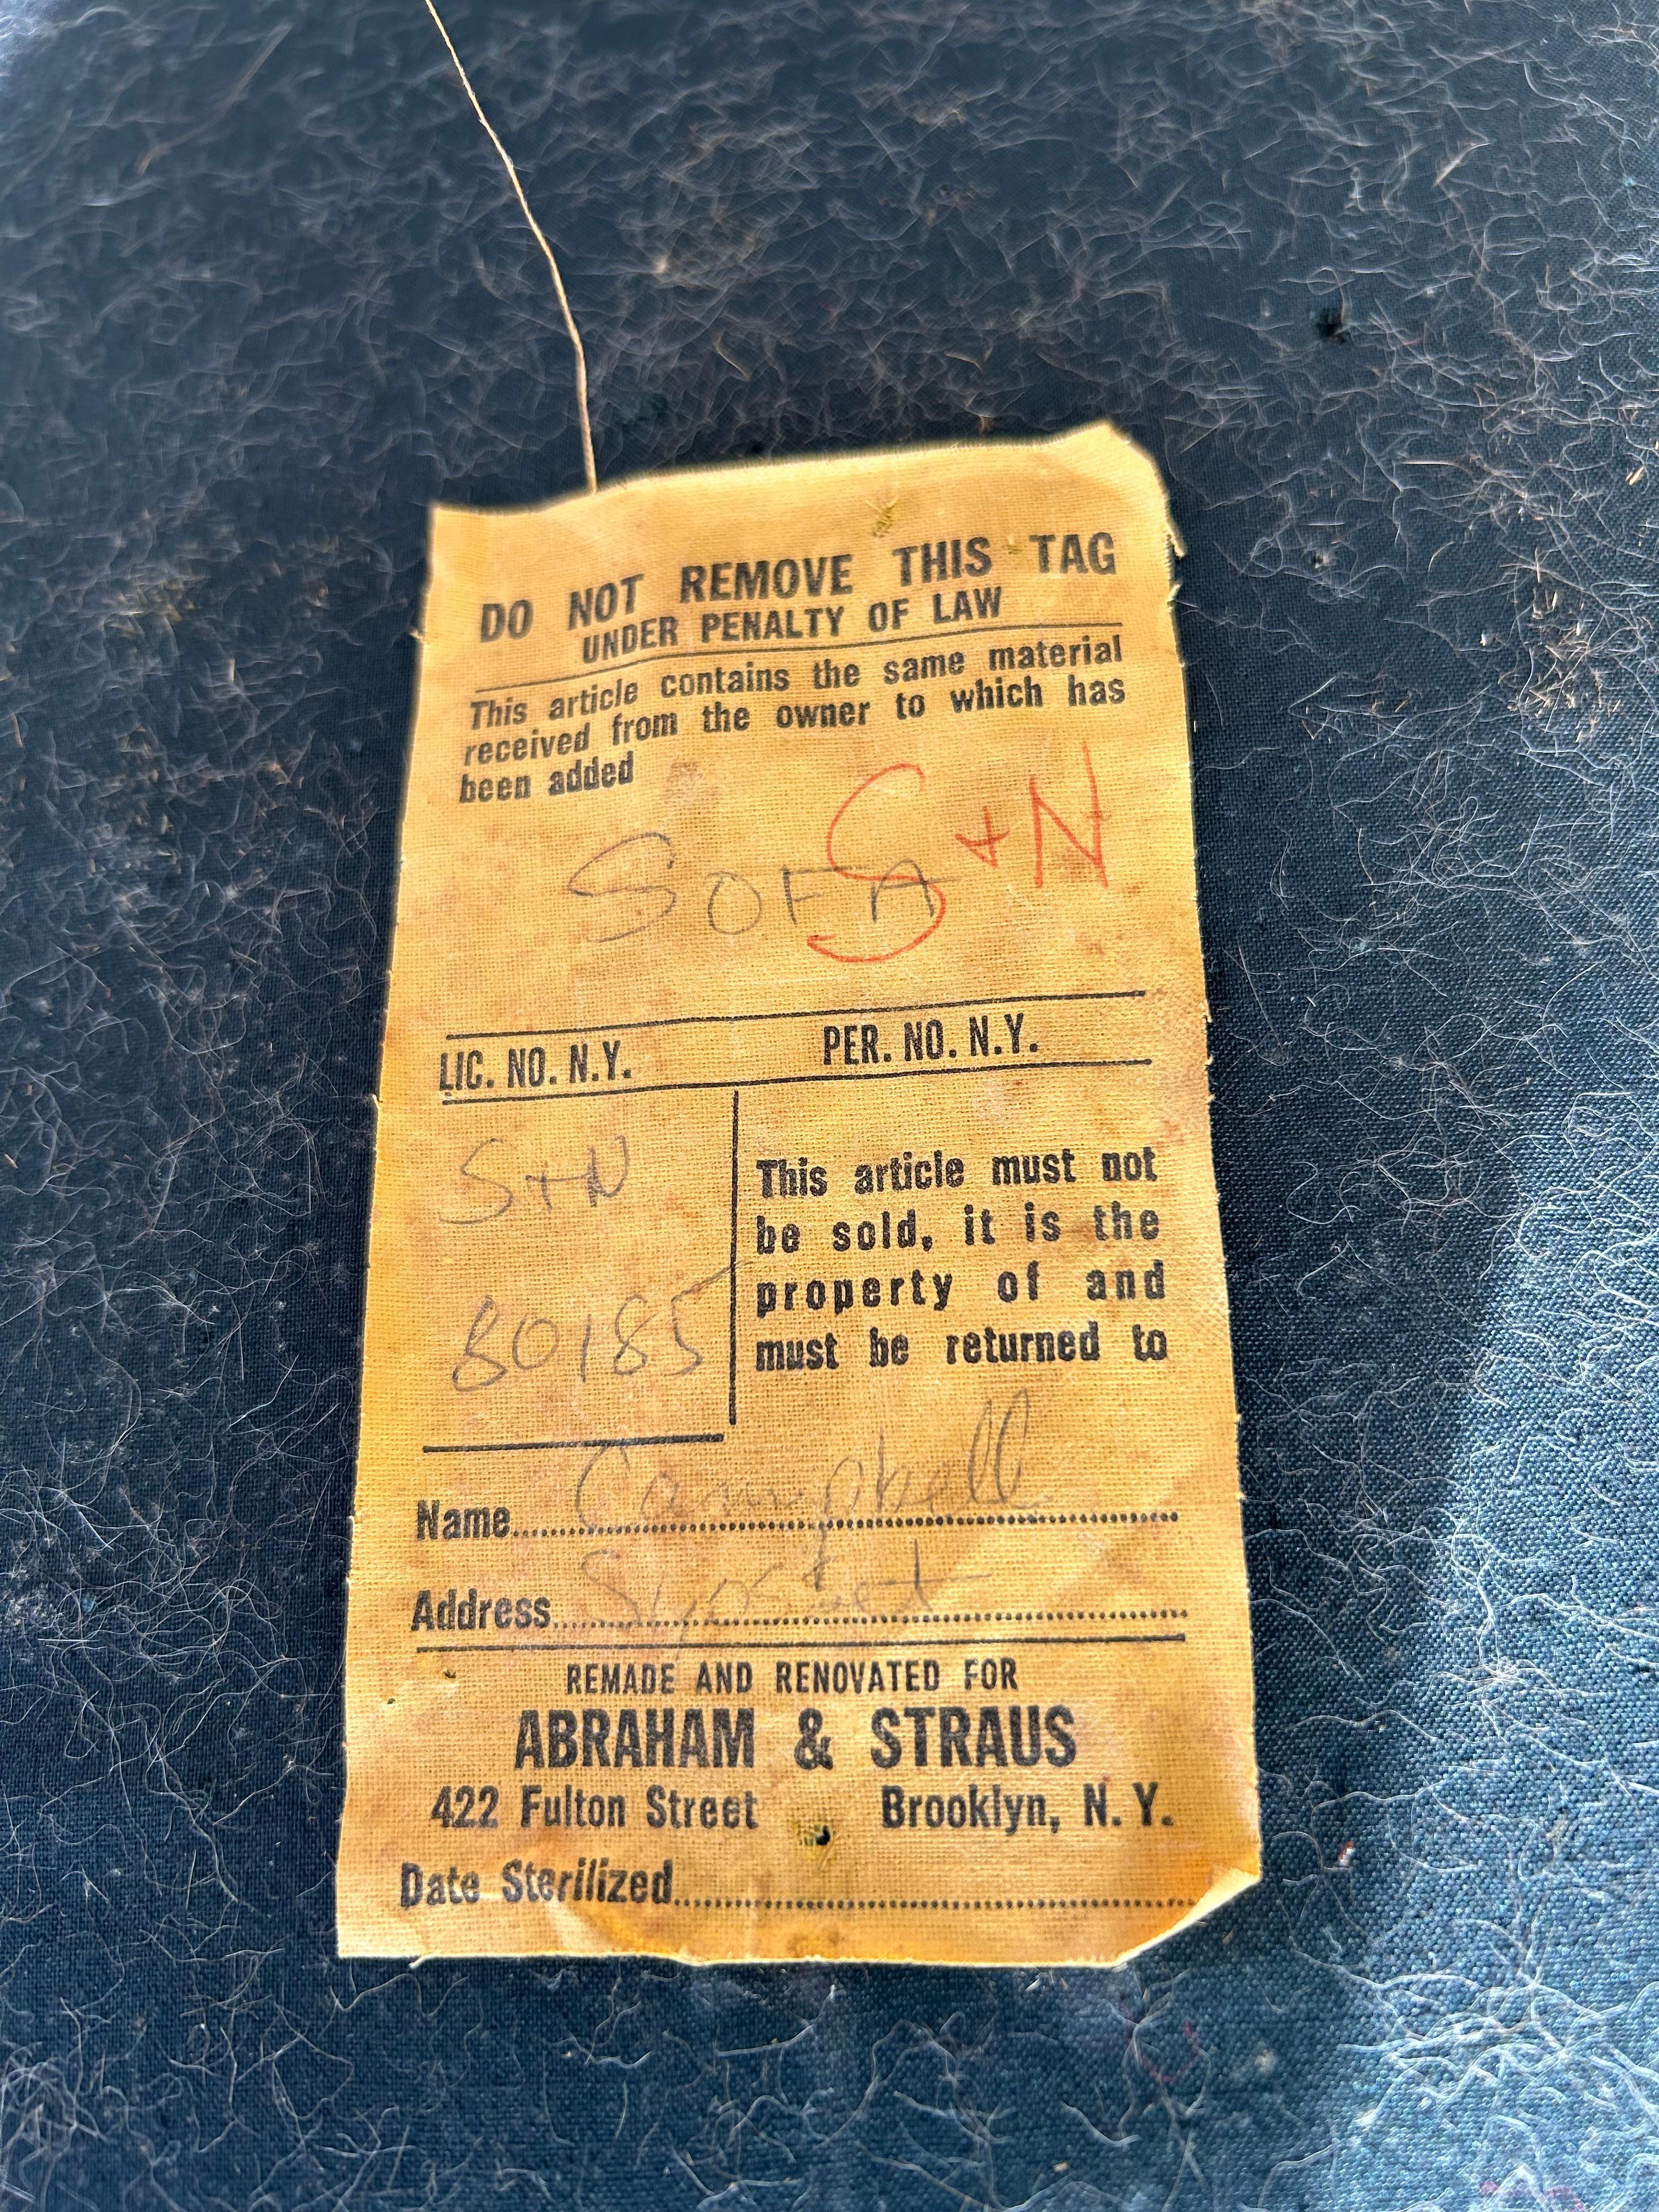 DO NOT REMOVE THIS TAG
UNDER PENALTY OF LAW
This article contains the same material
received from the owner to which has
been added
S+N
SOFA
LIC. NO. N.Y. PER. NO. N.Y.
S+N
80185
This article must not
be sold, it is the
property of and
must be returned to
Name Campbell
Address Syosset
REMADE AND RENOVATED FOR
ABRAHAM & STRAUS
422 Fulton Street Brooklyn, N. Y.
Date Sterilized